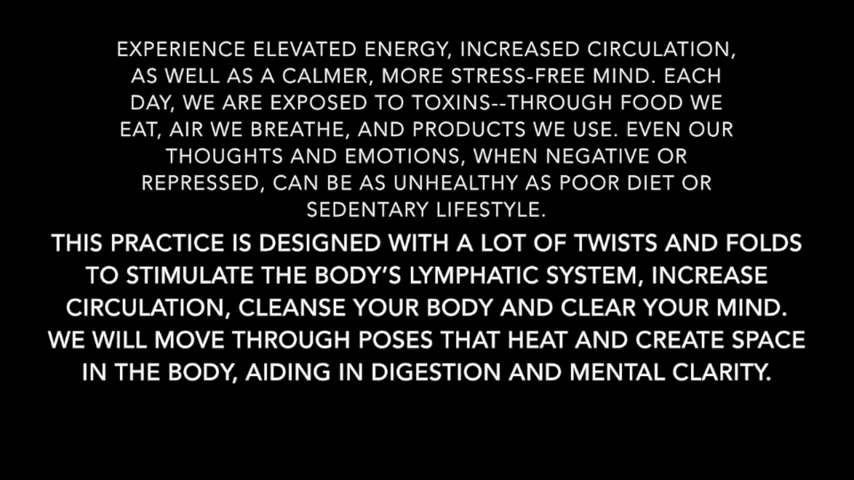 EXPERIENCE ELEVATED ENERGY, INCREASED CIRCULATION,
AS WELL AS A CALMER, MORE STRESS-FREE MIND. EACH
DAY, WE ARE EXPOSED TO TOXINS--THROUGH FOOD WE
EAT, AIR WE BREATHE, AND PRODUCTS WE USE. EVEN OUR
THOUGHTS AND EMOTIONS, WHEN NEGATIVE OR
REPRESSED, CAN BE AS UNHEALTHY AS POOR DIET OR
SEDENTARY LIFESTYLE.
THIS PRACTICE IS DESIGNED WITH A LOT OF TWISTS AND FOLDS
TO STIMULATE THE BODY'S LYMPHATIC SYSTEM, INCREASE
CIRCULATION, CLEANSE YOUR BODY AND CLEAR YOUR MIND.
WE WILL MOVE THROUGH POSES THAT HEAT AND CREATE SPACE
IN THE BODY, AIDING IN DIGESTION AND MENTAL CLARITY.